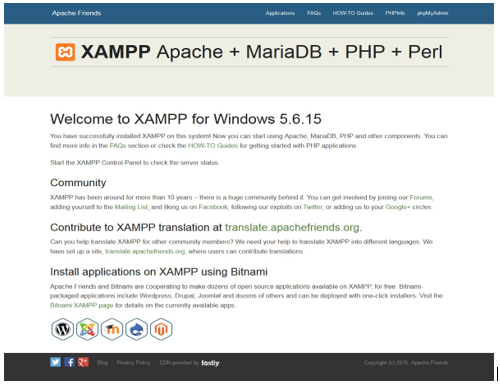 Apache Friends Applications FAQs HOW-TO Guides PHPInfo phpMyAdmin
XAMPP Apache + MariaDB + PHP + Perl
Welcome to XAMPP for Windows 5.6.15
You have successfully installed XAMPP on this system! Now you can start using Apache, MariaDB, PHP and other components. You can
find more info in the FAQs section or check the HOW-TO Guides for getting started with PHP applications.
Start the XAMPP Control Panel to check the server status.
Community
XAMPP has been around for more than 10 years – there is a huge community behind it. You can get involved by joining our Forums,
adding yourself to the Mailing List, and liking us on Facebook, following our exploits on Twitter, or adding us to your Google+ circles.
Contribute to XAMPP translation at translate.apachefriends.org.
Can you help translate XAMPP for other community members? We need your help to translate XAMPP into different languages. We
have set up a site, translate.apachefriends.org, where users can contribute translations.
Install applications on XAMPP using Bitnami
Apache Friends and Bitnami are cooperating to make dozens of open source applications available on XAMPP, for free. Bitnami-
packaged applications include Wordpress, Drupal, Joomla! and dozens of others and can be deployed with one-click installers. Visit the
Bitnami XAMPP page for details on the currently available apps.
Blog Privacy Policy CDN provided by fastly Copyright (c) 2015, Apache Friends